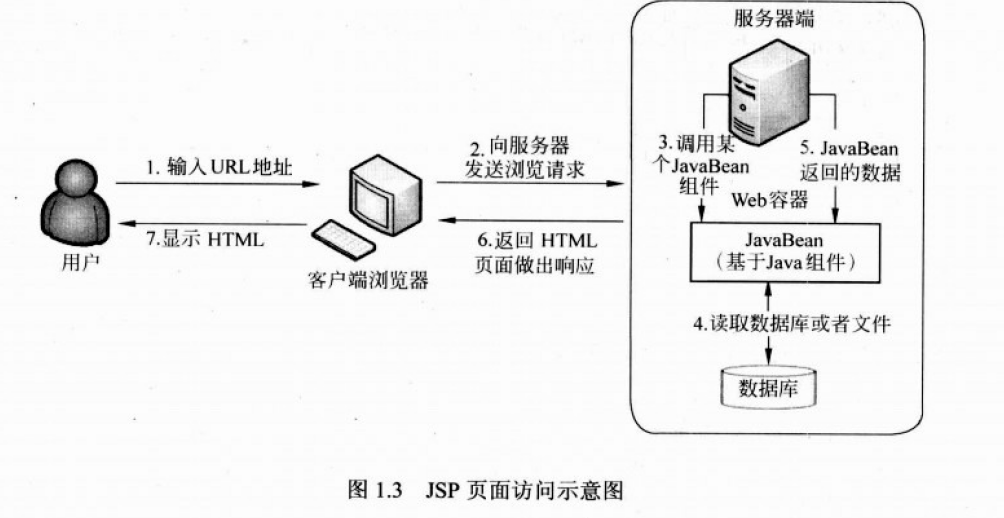 服务器端
1. 输入URL地址
2. 向服务器
发送浏览请求
3.调用某
个JavaBean
组件
5. JavaBean
返回的数据
Web容器
7.显示 HTML
6.返回 HTML
页面做出响应
用户
客户端浏览器
JavaBean
（基于Java组件）
4.读取数据库或者文件
数据库
图 1.3 JSP 页面访问示意图